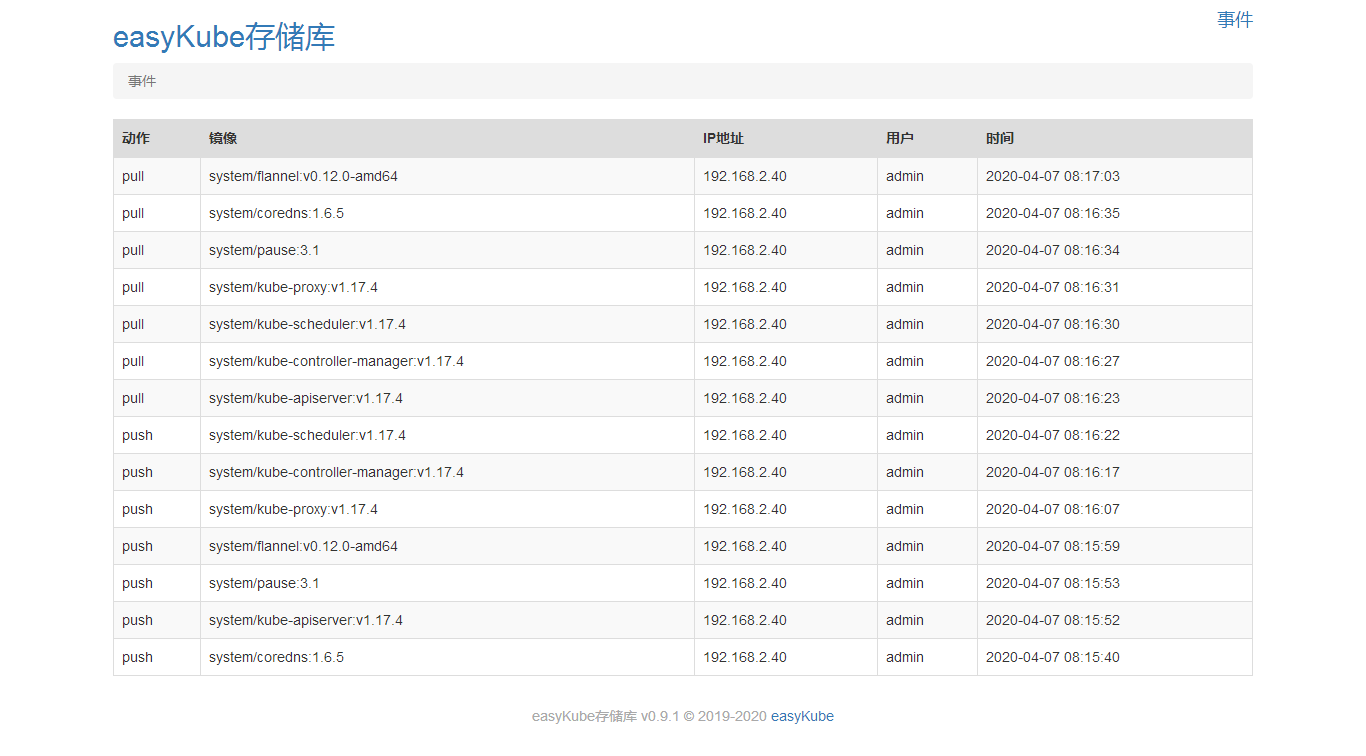 easyKube存储库
事件
事件
动作 镜像 IP地址 用户 时间
pull system/flannel:v0.12.0-amd64 192.168.2.40 admin 2020-04-07 08:17:03
pull system/coredns:1.6.5 192.168.2.40 admin 2020-04-07 08:16:35
pull system/pause:3.1 192.168.2.40 admin 2020-04-07 08:16:34
pull system/kube-proxy:v1.17.4 192.168.2.40 admin 2020-04-07 08:16:31
pull system/kube-scheduler:v1.17.4 192.168.2.40 admin 2020-04-07 08:16:30
pull system/kube-controller-manager:v1.17.4 192.168.2.40 admin 2020-04-07 08:16:27
pull system/kube-apiserver:v1.17.4 192.168.2.40 admin 2020-04-07 08:16:23
push system/kube-scheduler:v1.17.4 192.168.2.40 admin 2020-04-07 08:16:22
push system/kube-controller-manager:v1.17.4 192.168.2.40 admin 2020-04-07 08:16:17
push system/kube-proxy:v1.17.4 192.168.2.40 admin 2020-04-07 08:16:07
push system/flannel:v0.12.0-amd64 192.168.2.40 admin 2020-04-07 08:15:59
push system/pause:3.1 192.168.2.40 admin 2020-04-07 08:15:53
push system/kube-apiserver:v1.17.4 192.168.2.40 admin 2020-04-07 08:15:52
push system/coredns:1.6.5 192.168.2.40 admin 2020-04-07 08:15:40
easyKube存储库 v0.9.1 © 2019-2020 easyKube